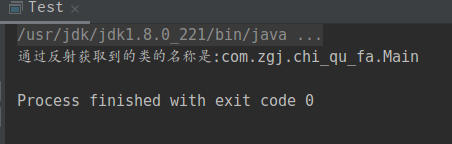 Test
/usr/jdk/jdk1.8.0_221/bin/java ...
通过反射获取到的类的名称是:com.zgj.chi_qu_fa.Main
Process finished with exit code 0